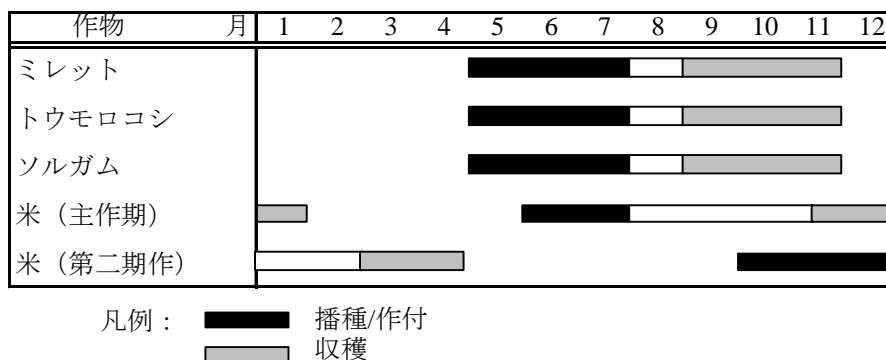 作物 月 1 2 3 4 5 6 7 8 9 10 11 12
ミレット
トウモロコシ
ソルガム
米（主作期）
米（第二期作）
凡例： 播種/作付
収穫